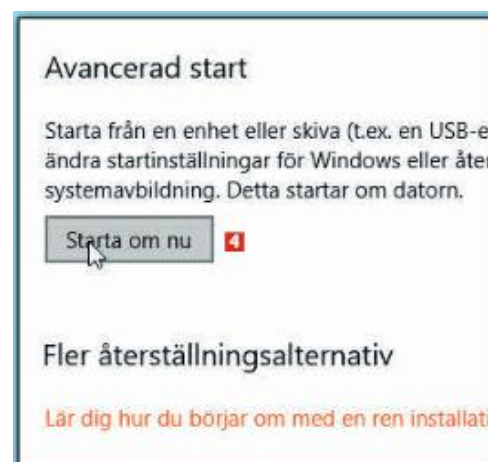 Avancerad start
Starta från en enhet eller skiva (t.ex. en USB-e
ändra startinställningar för Windows eller åter
systemavbildning. Detta startar om datorn.
Starta om nu 4
Fler återställningsalternativ
Lär dig hur du börjar om med en ren installati